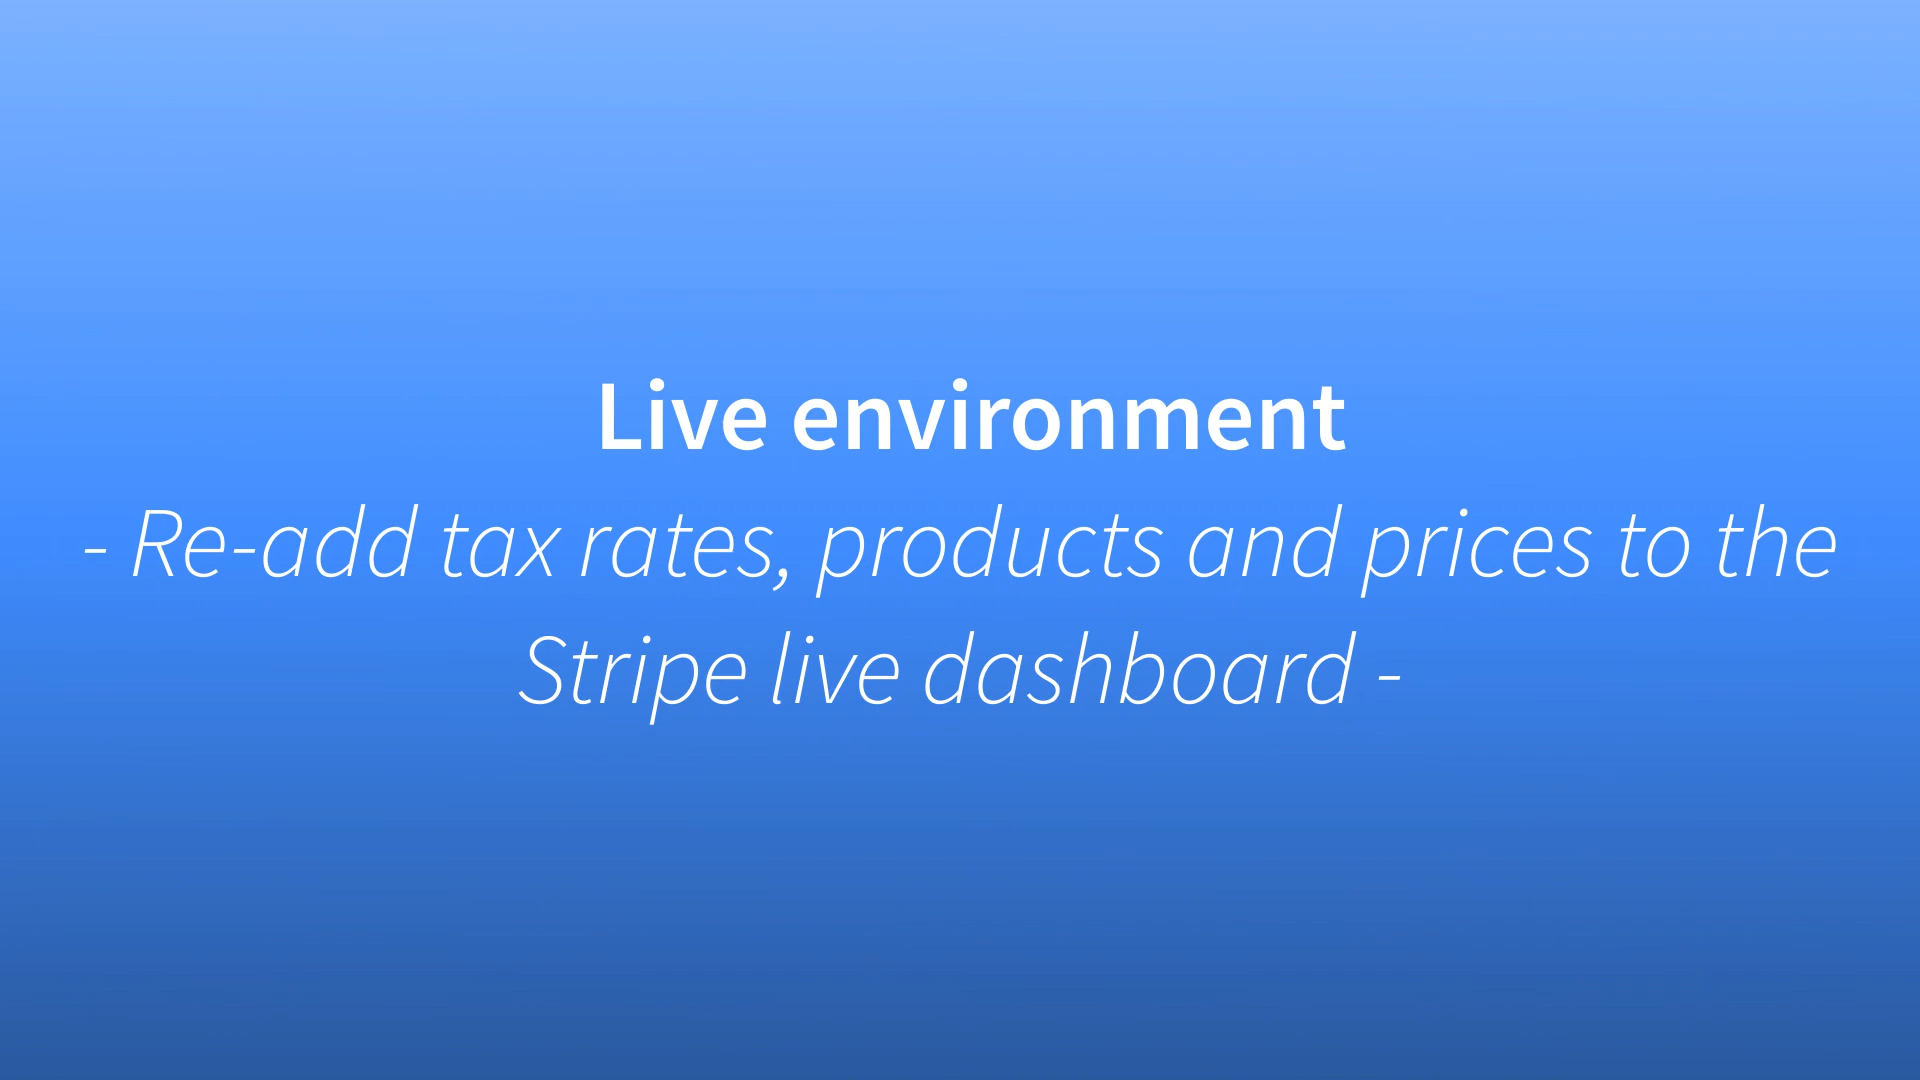 Live environment
- Re-add tax rates, products and prices to the
Stripe live dashboard -